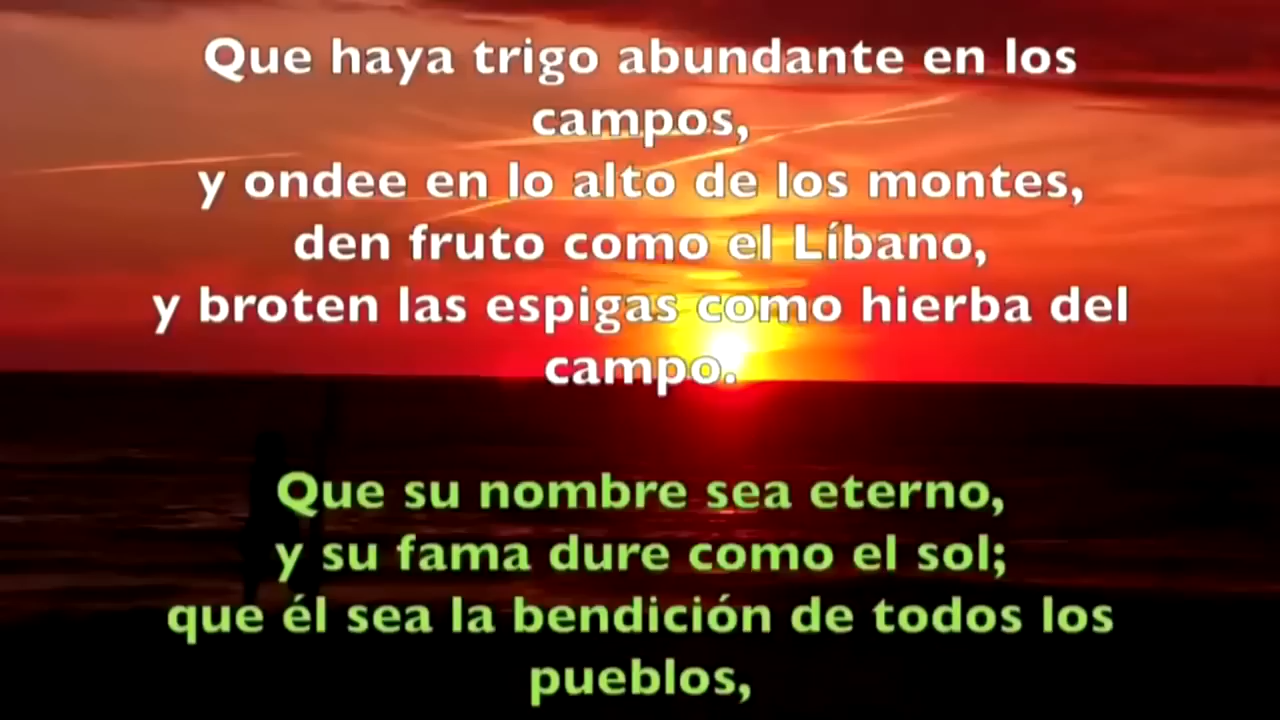 Que haya trigo abundante en los
campos,
y ondee en lo alto de los montes,
den fruto como el Líbano,
y broten las espigas como hierba del
campo.
Que su nombre sea eterno,
y su fama dure como el sol;
que él sea la bendición de todos los
pueblos,